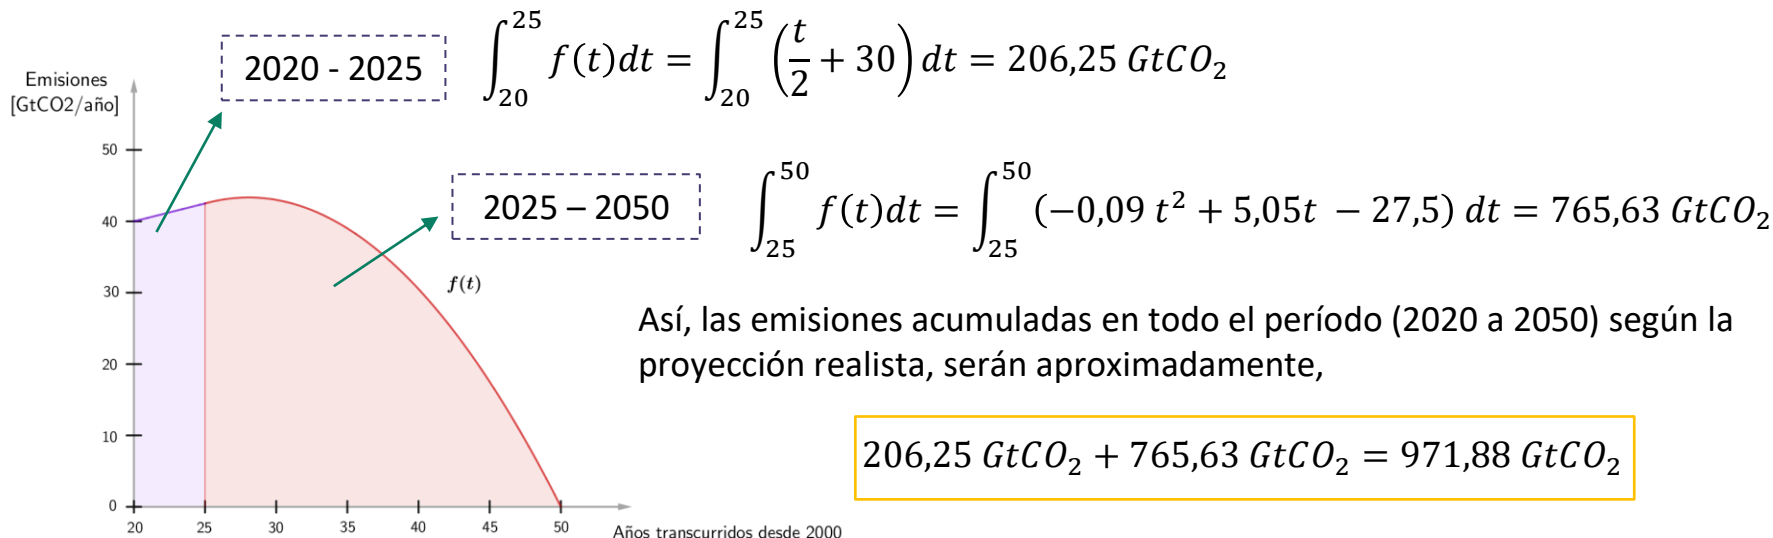 2020 - 2025
∫₂₀²⁵ f(t)dt = ∫₂₀²⁵ (t/2 + 30) dt = 206,25 GtCO₂
Emisiones
[GtCO2/año]
2025 – 2050
∫₂₅⁵⁰ f(t)dt = ∫₂₅⁵⁰ (−0,09 t² + 5,05t − 27,5) dt = 765,63 GtCO₂
50
40
30
20
10
0
f(t)
Así, las emisiones acumuladas en todo el período (2020 a 2050) según la
proyección realista, serán aproximadamente,
206,25 GtCO₂ + 765,63 GtCO₂ = 971,88 GtCO₂
20 25 30 35 40 45 50
Años transcurridos desde 2000